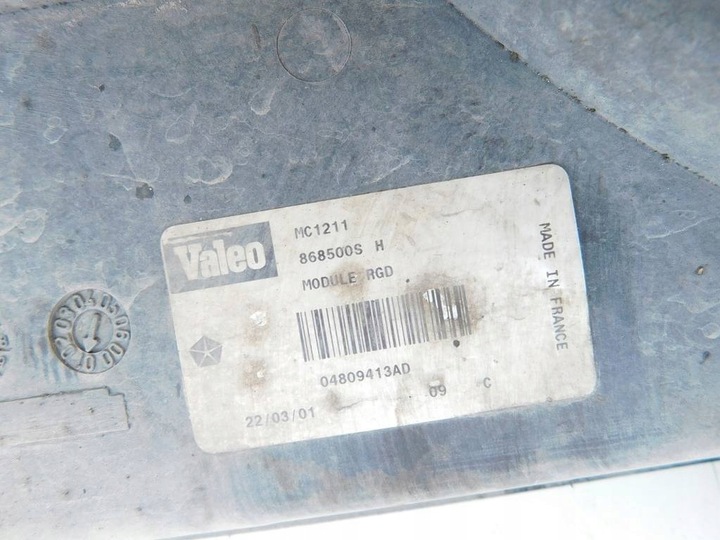 Valeo
MC1211
868500S H
MODULE RGD
MADE IN FRANCE
04809413AD
09 C
22/03/01